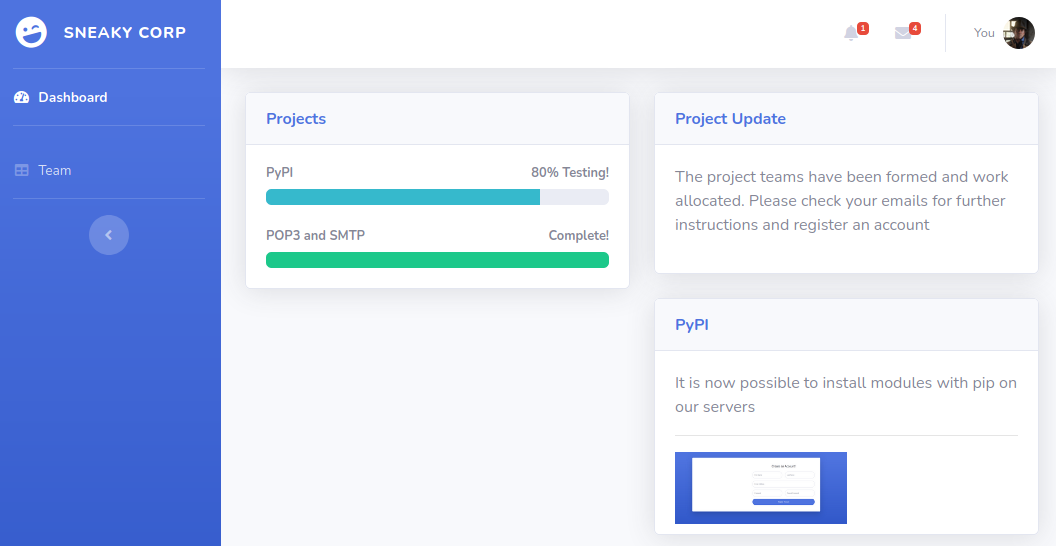 SNEAKY CORP
1
4
You
Dashboard
Team
Projects
PyPI
80% Testing!
POP3 and SMTP
Complete!
Project Update
The project teams have been formed and work
allocated. Please check your emails for further
instructions and register an account
PyPI
It is now possible to install modules with pip on
our servers